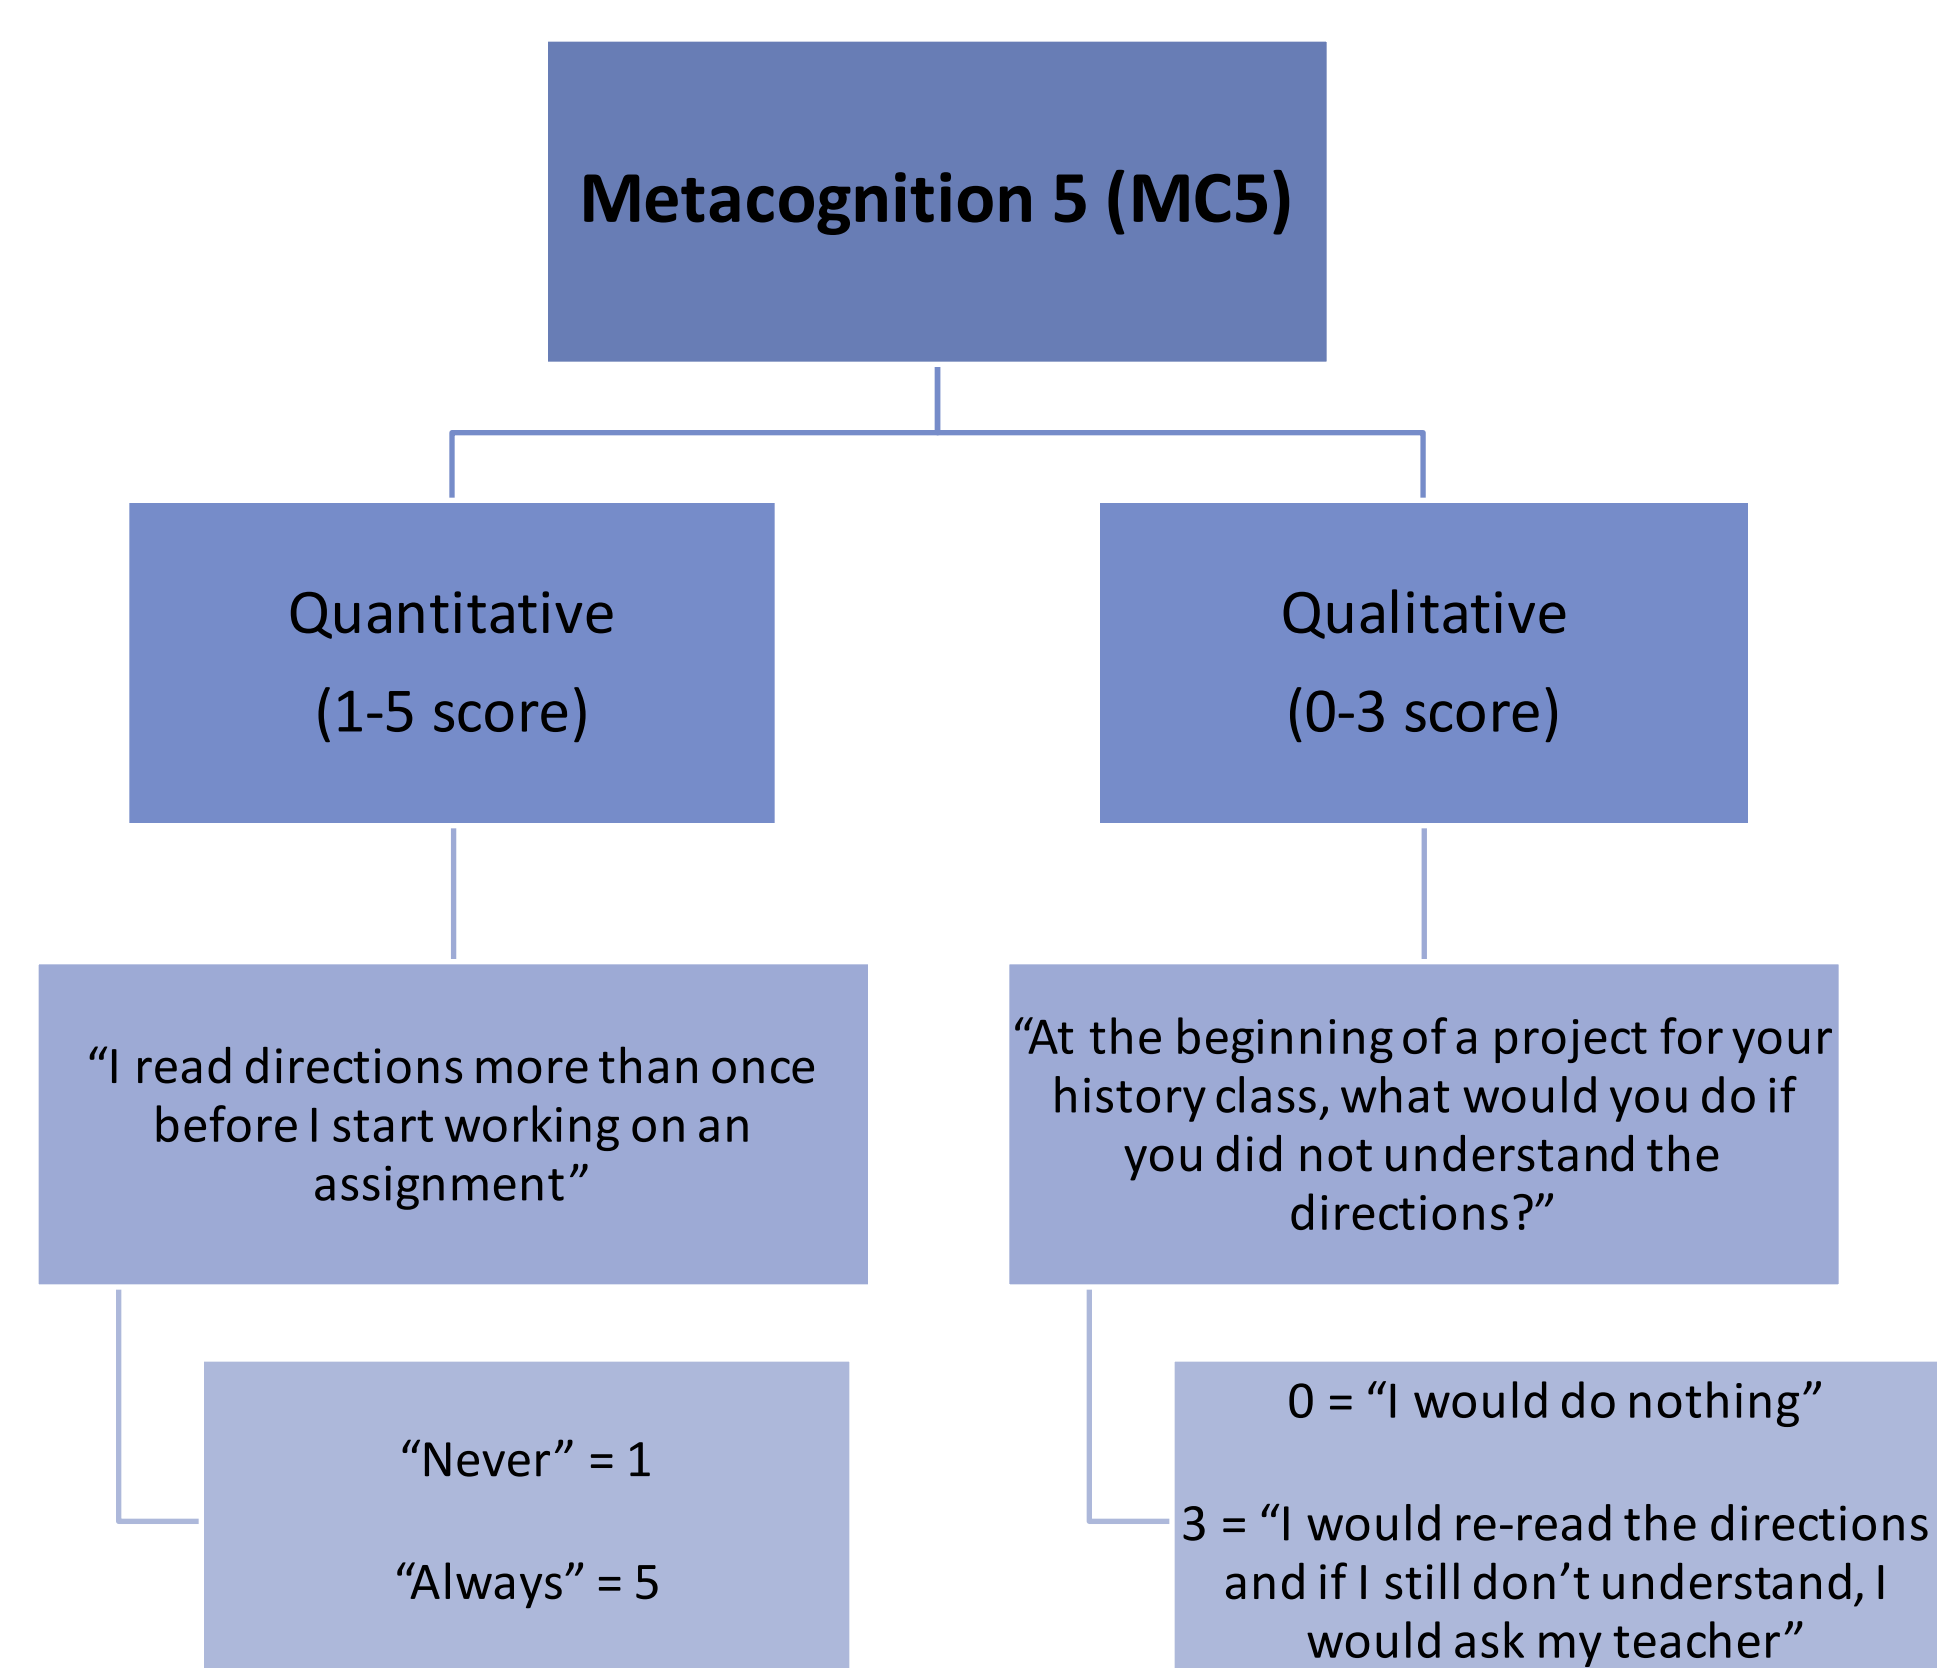 Metacognition 5 (MC5)
Quantitative
(1-5 score)
Qualitative
(0-3 score)
“I read directions more than once
before I start working on an
assignment”
“At the beginning of a project for your
history class, what would you do if
you did not understand the
directions?”
“Never” = 1
“Always” = 5
0 = “I would do nothing”
3 = “I would re-read the directions
and if I still don’t understand, I
would ask my teacher”